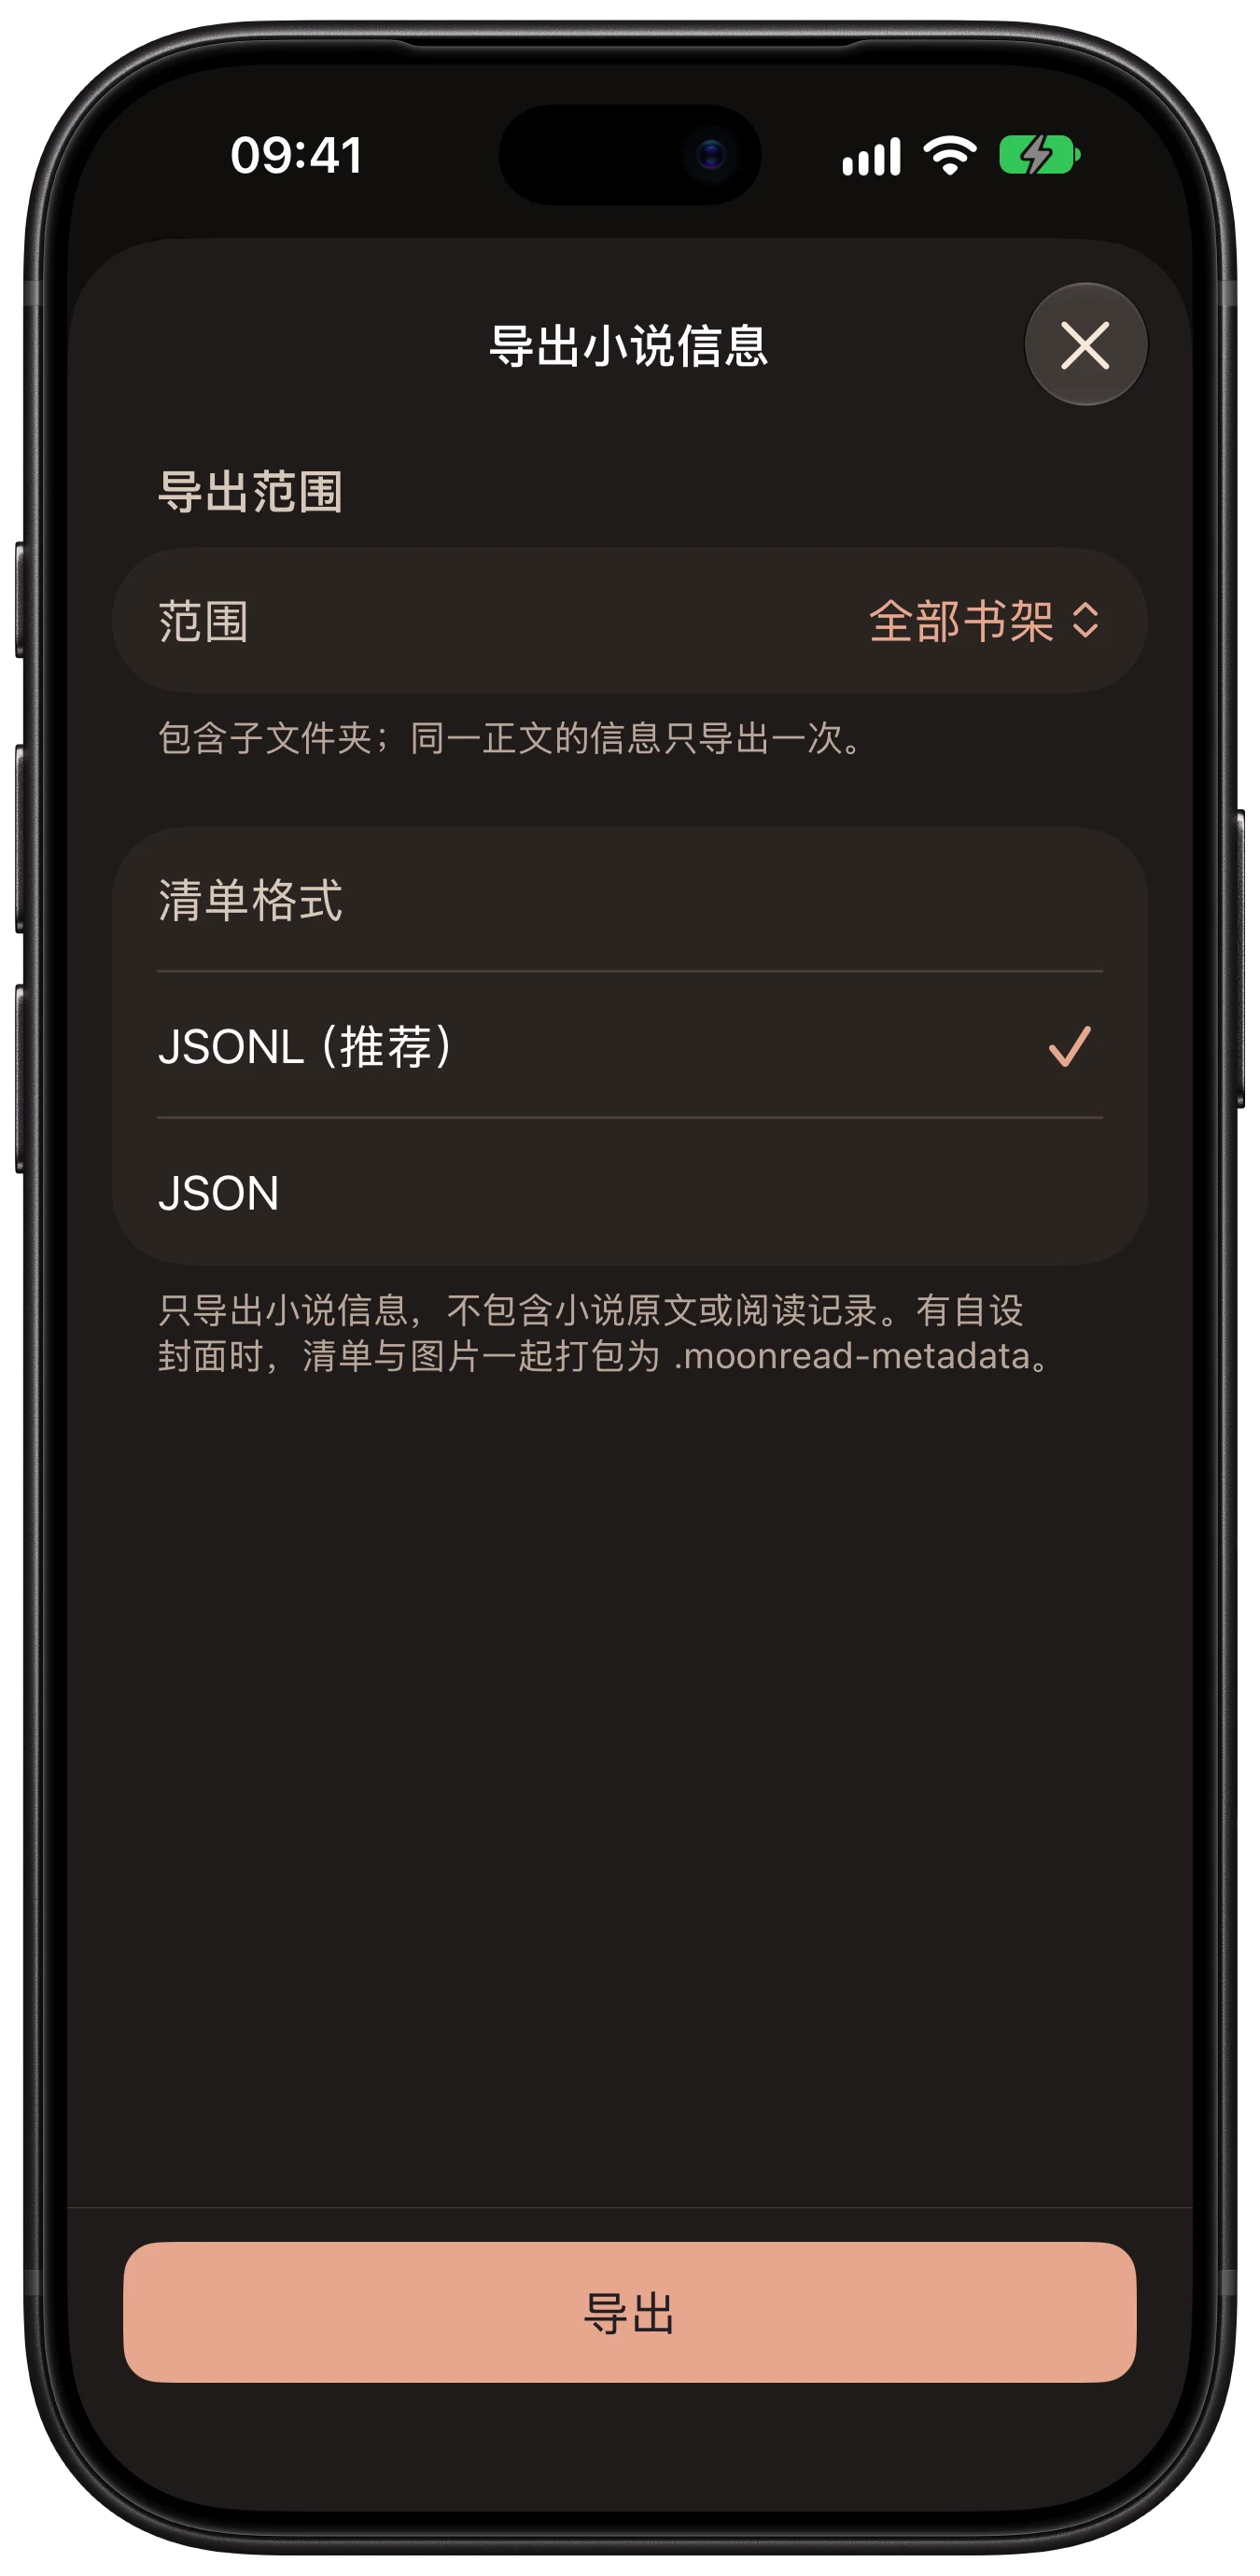 09:41
导出小说信息
导出范围
范围
全部书架
包含子文件夹；同一正文的信息只导出一次。
清单格式
JSONL（推荐）
JSON
只导出小说信息，不包含小说原文或阅读记录。有自设
封面时，清单与图片一起打包为 .moonread-metadata。
导出